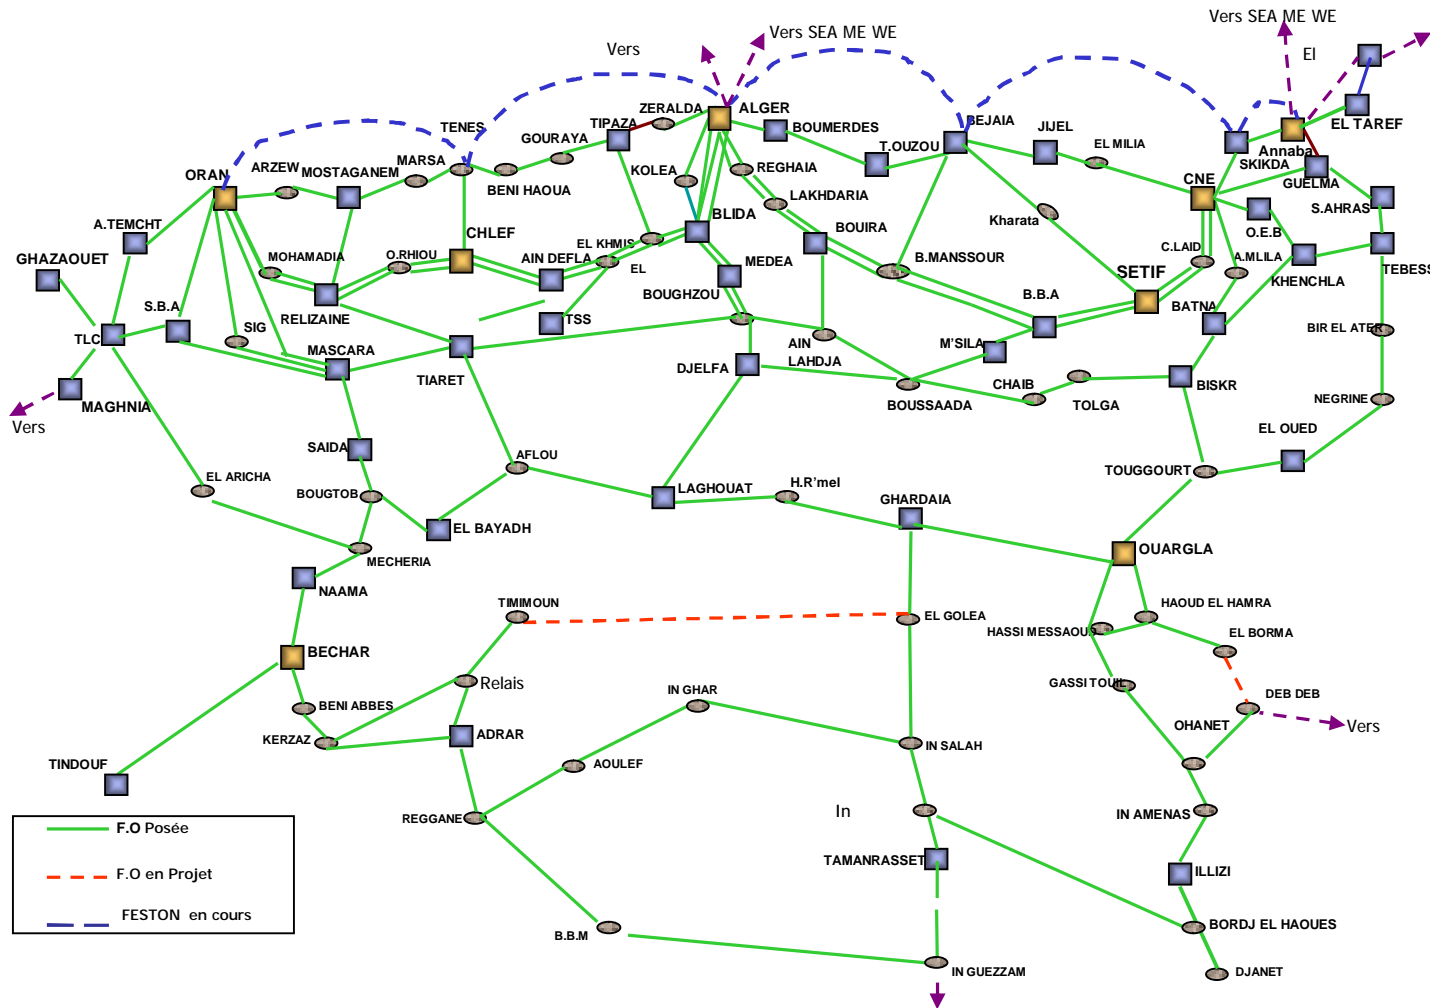 Vers SEA ME WE
Vers SEA ME WE
Vers
El
ZERALDA
ALGER
TIPAZA
BOUMERDES
BEJAIA
JIJEL
EL TAREF
TENES
GOURAYA
T.OUZOU
EL MILIA
SKIKDA
Annaba
ARZEW
MARSA
MOSTAGANEM
BENI HAOUA
KOLEA
REGHAIA
GUELMA
ORAN
LAKHDARIA
CNE
S.AHRAS
A.TEMCHT
BLIDA
BOUIRA
Kharata
O.E.B
GHAZAOUET
CHLEF
EL KHMIS
EL
C.LAID
A.MLILA
MOHAMADIA
O.RHIOU
AIN DEFLA
MEDEA
B.MANSSOUR
SETIF
KHENCHLA
TEBESS
S.B.A
RELIZAINE
BOUGHZOU
B.B.A
BATNA
SIG
TSS
BIR EL ATER
TLC
MASCARA
AIN
LAHDJA
M'SILA
TIARET
DJELFA
CHAIB
TOLGA
BISKR
MAGHNIA
BOUSSAADA
NEGRINE
Vers
EL OUED
SAIDA
AFLOU
TOUGGOURT
EL ARICHA
BOUGTOB
LAGHOUAT
H.R'mel
GHARDAIA
EL BAYADH
MECHERIA
OUARGLA
NAAMA
TIMIMOUN
EL GOLEA
HAOUD EL HAMRA
HASSI MESSAOUD
EL BORMA
BECHAR
Relais
IN GHAR
GASSI TOUIL
DEB DEB
BENI ABBES
OHANET
Vers
KERZAZ
ADRAR
IN SALAH
TINDOUF
AOULEF
REGGANE
In
IN AMENAS
F.O Posée
TAMANRASSET
ILLIZI
F.O en Projet
FESTON en cours
B.B.M
BORDJ EL HAOUES
IN GUEZZAM
DJANET